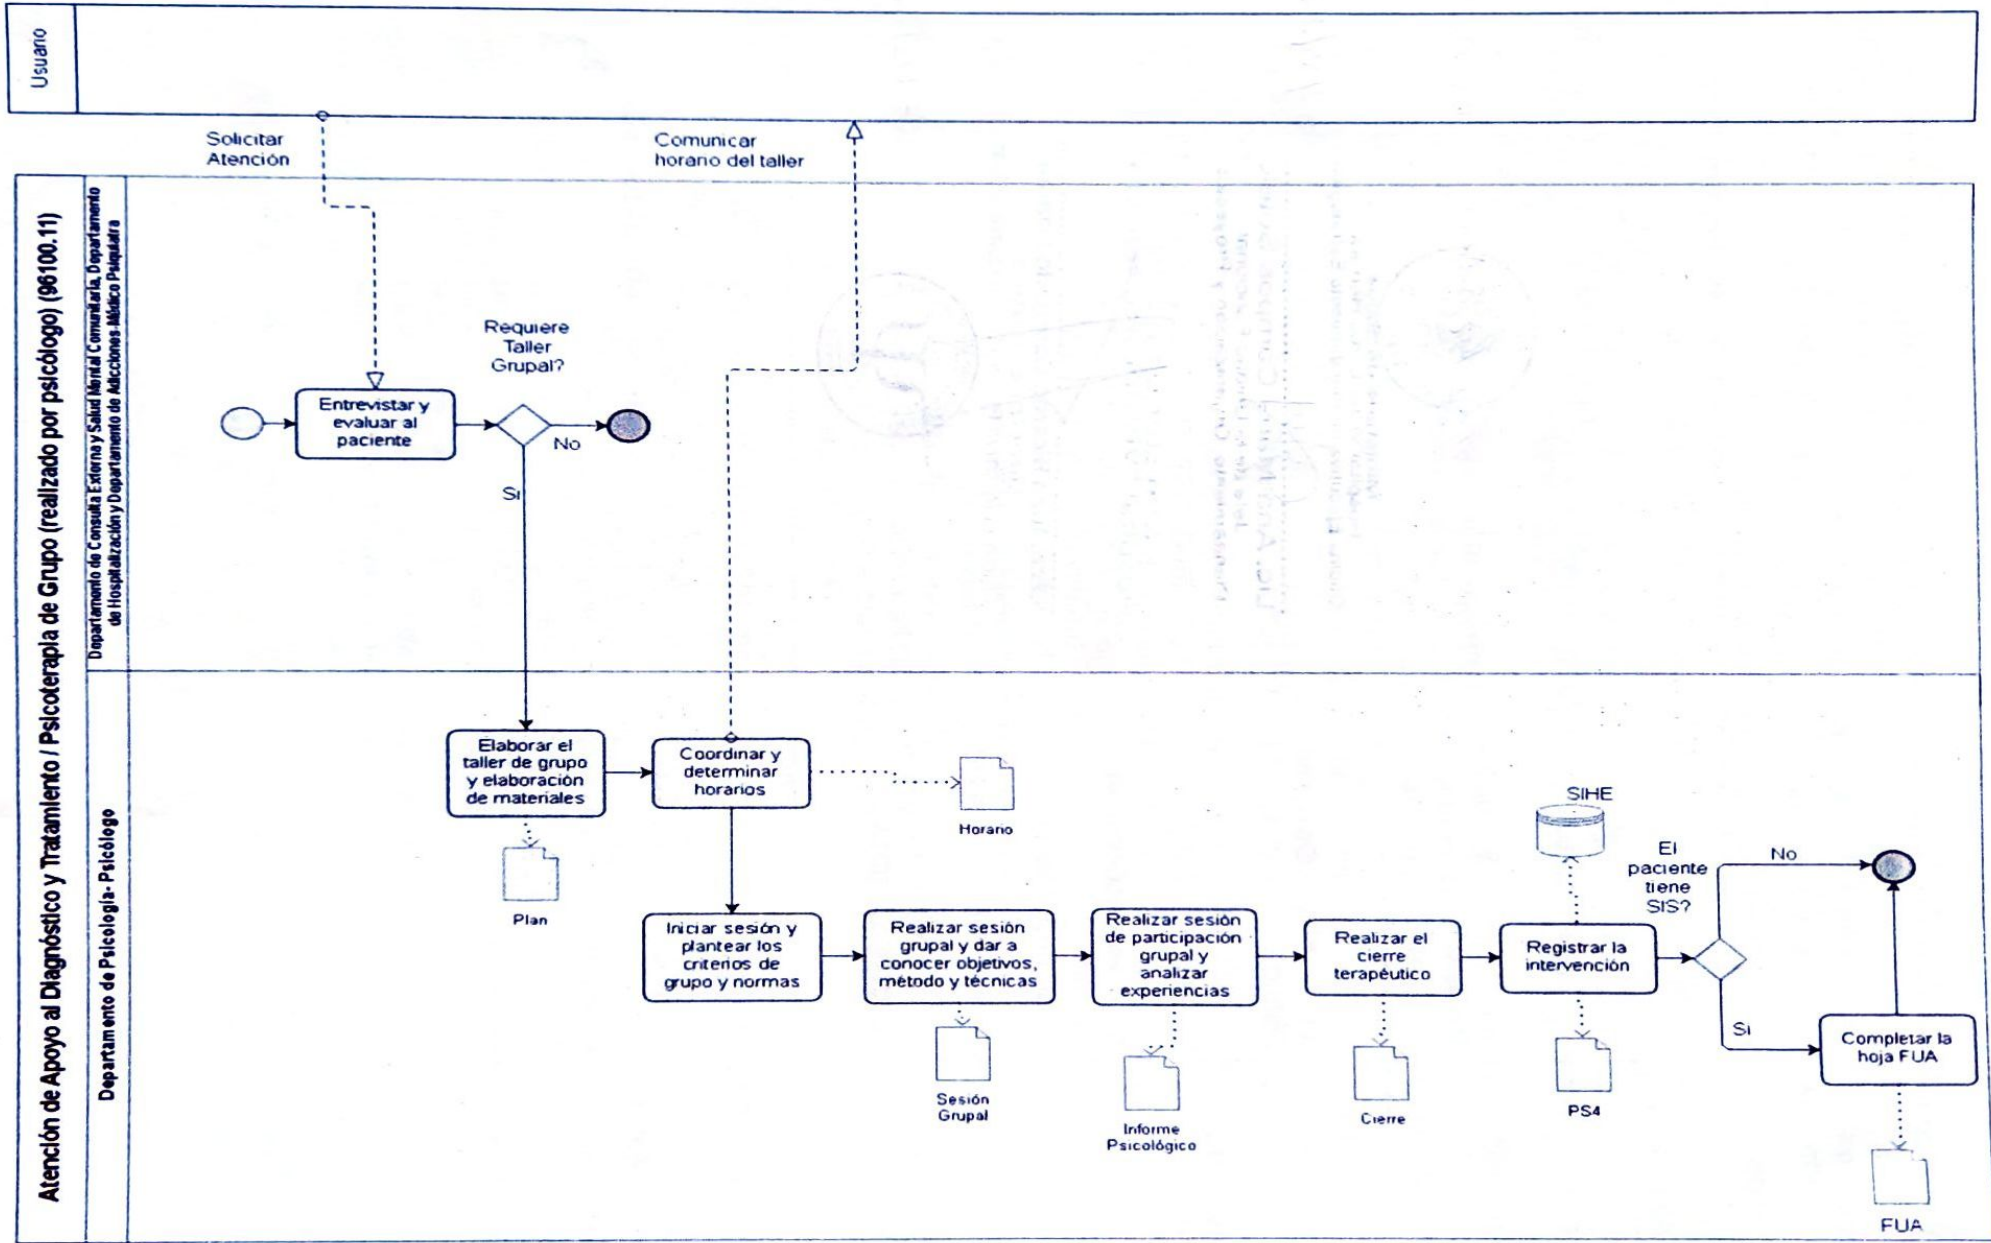 Usuario
Solicitar
Atención
Comunicar
horario del taller
Atención de Apoyo al Diagnóstico y Tratamiento / Psicoterapia de Grupo (realizado por psicólogo) (96100.11)
Departamento de Consulta Externa y Salud Mental Comunitaria, Departamento
de Hospitalización y Departamento de Adicciones-Médico Psiquiatra
Requiere
Taller
Grupal?
Entrevistar y
evaluar al
paciente
No
Si
Departamento de Psicología- Psicólogo
Elaborar el
taller de grupo
y elaboración
de materiales
Coordinar y
determinar
horarios
Horario
Plan
SIHE
El
paciente
tiene
SIS?
No
Iniciar sesión y
plantear los
criterios de
grupo y normas
Realizar sesión
grupal y dar a
conocer objetivos,
método y técnicas
Realizar sesión
de participación
grupal y
analizar
experiencias
Realizar el
cierre
terapéutico
Registrar la
intervención
Si
Completar la
hoja FUA
Sesión
Grupal
Informe
Psicológico
Cierre
PS4
FUA